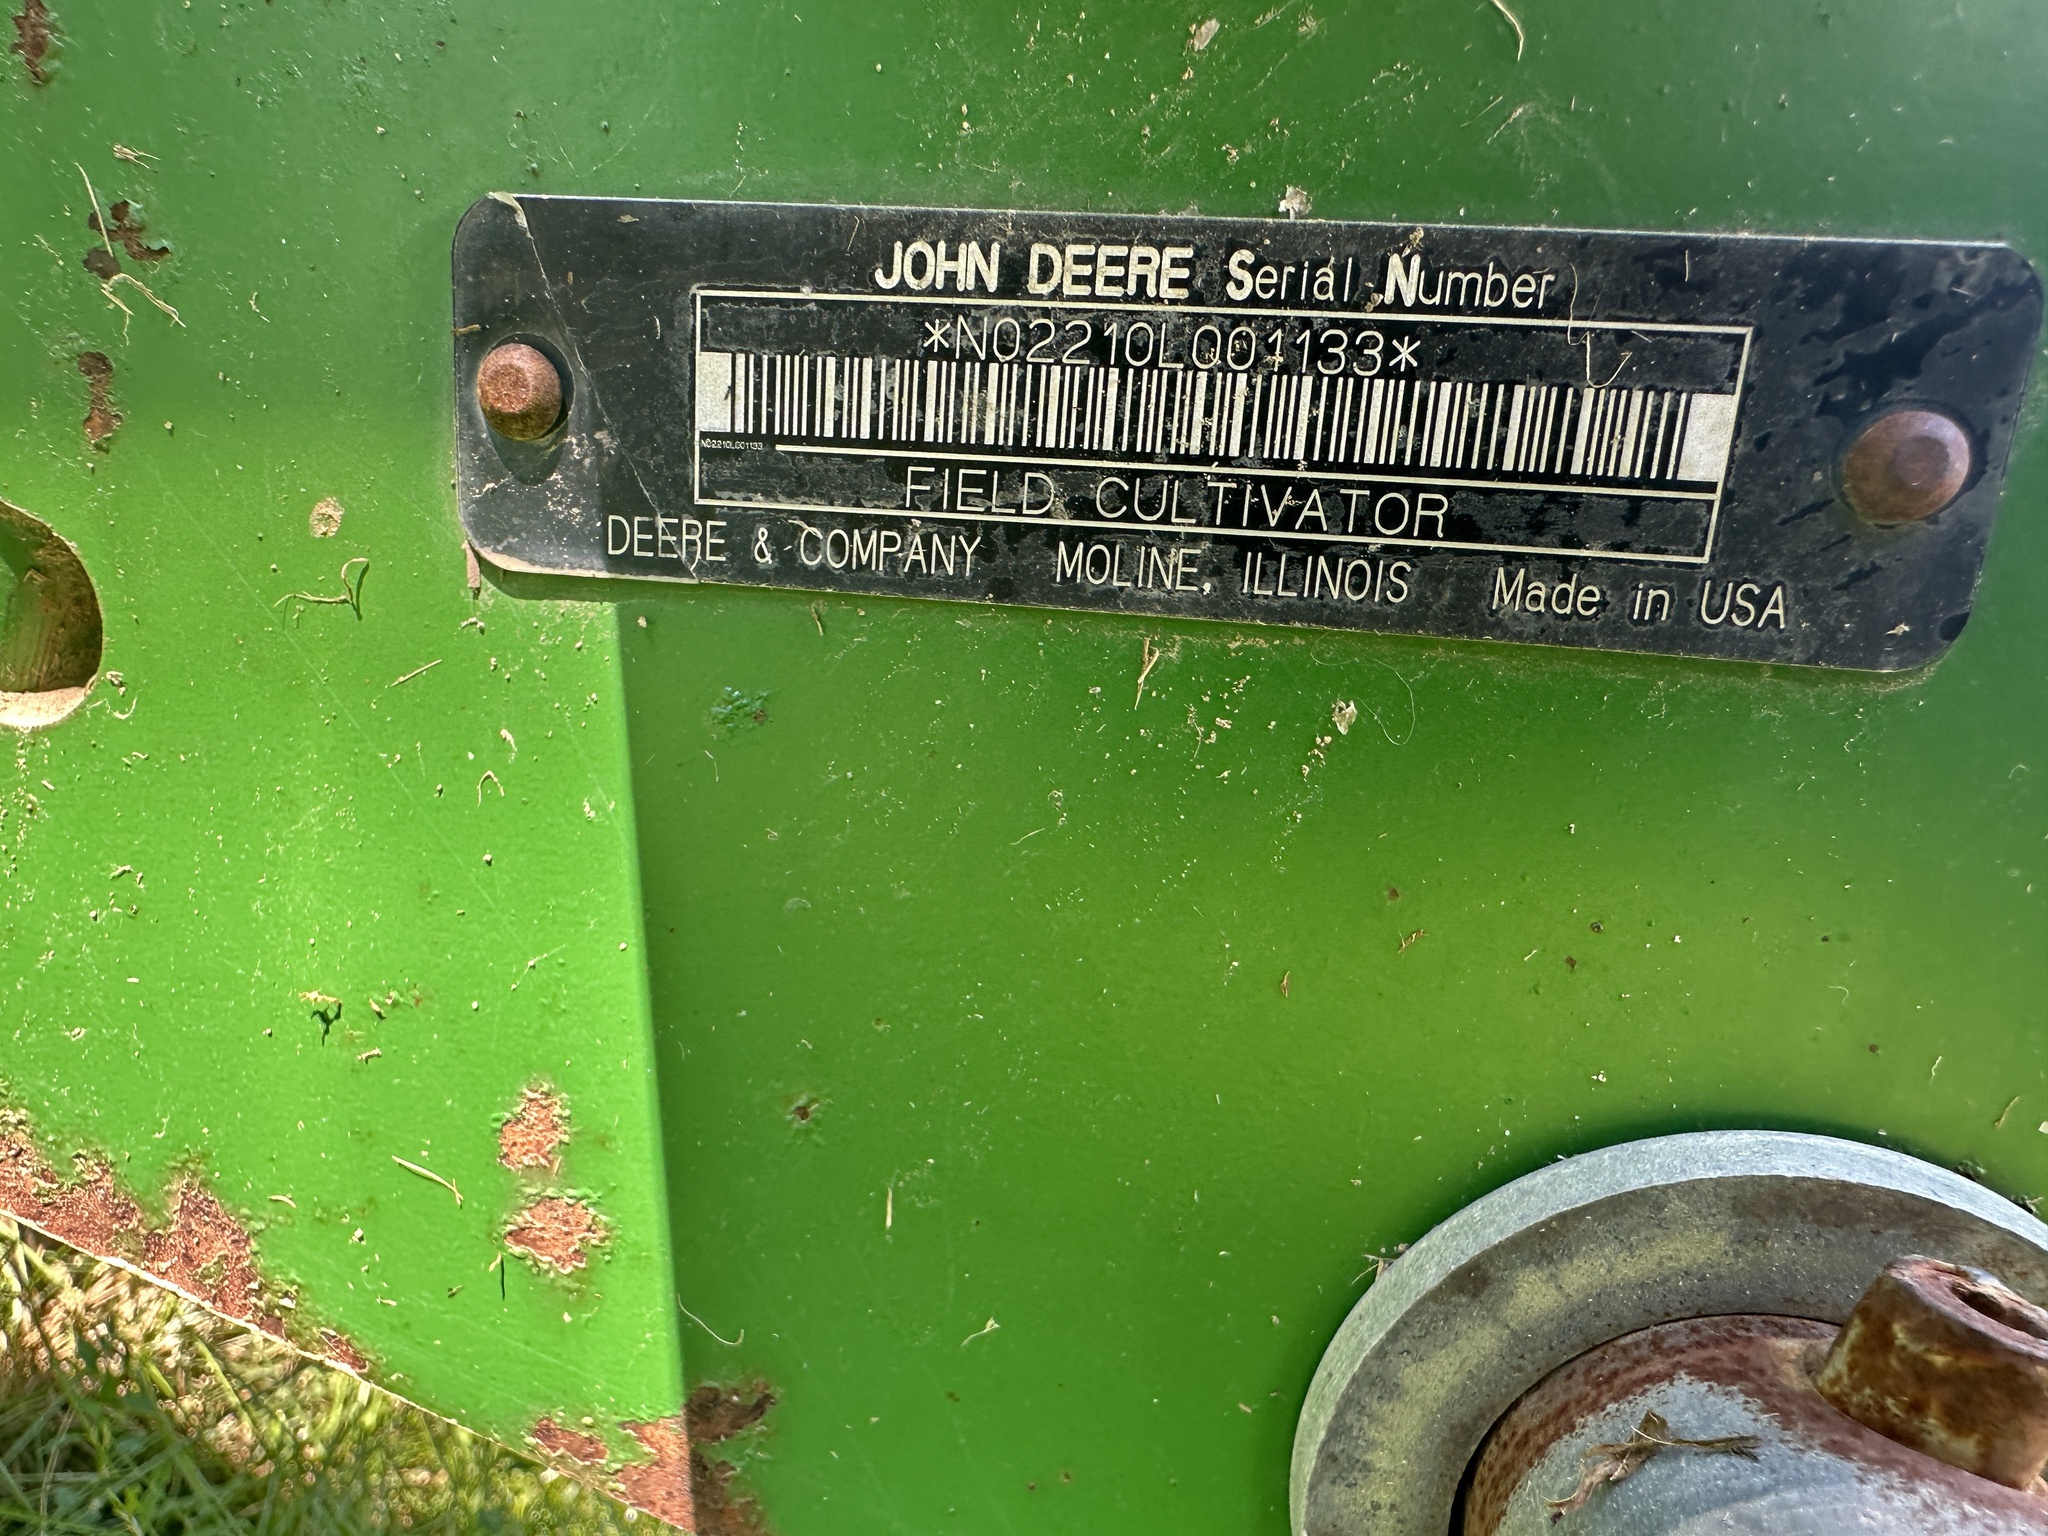 JOHN DEERE Serial Number
*N02210L001133*
N02210L001133
FIELD CULTIVATOR
DEERE & COMPANY MOLINE, ILLINOIS Made in USA